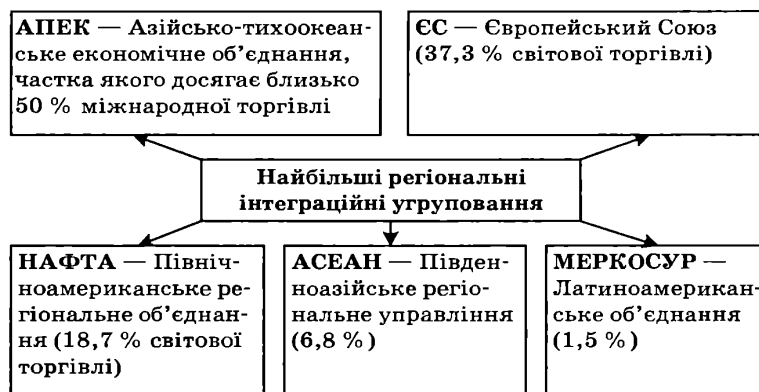 АПЕК — Азійсько-тихоокеан-
ське економічне об’єднання,
частка якого досягає близько
50 % міжнародної торгівлі
ЄС — Європейський Союз
(37,3 % світової торгівлі)
Найбільші регіональні
інтеграційні угруповання
НАФТА — Північ-
ноамериканське ре-
гіональне об’єднан-
ня (18,7 % світової
торгівлі)
АСЕАН — Півден-
ноазійське регіо-
нальне управління
(6,8 %)
МЕРКОСУР —
Латиноамерикан-
ське об’єднання
(1,5 %)